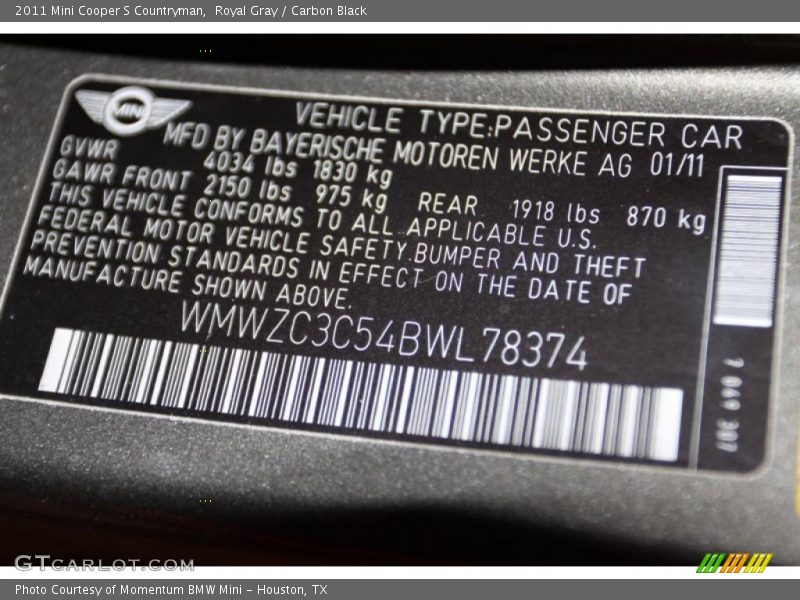 2011 Mini Cooper S Countryman, Royal Gray / Carbon Black
MINI
VEHICLE TYPE:PASSENGER CAR
MFD BY BAYERISCHE MOTOREN WERKE AG 01/11
GVWR 4034 lbs 1830 kg
GAWR FRONT 2150 lbs 975 kg REAR 1918 lbs 870 kg
THIS VEHICLE CONFORMS TO ALL APPLICABLE U.S.
FEDERAL MOTOR VEHICLE SAFETY.BUMPER AND THEFT
PREVENTION STANDARDS IN EFFECT ON THE DATE OF
MANUFACTURE SHOWN ABOVE.
WMWZC3C54BWL78374
7 069 307
GTCARLOT.COM
Photo Courtesy of Momentum BMW Mini - Houston, TX